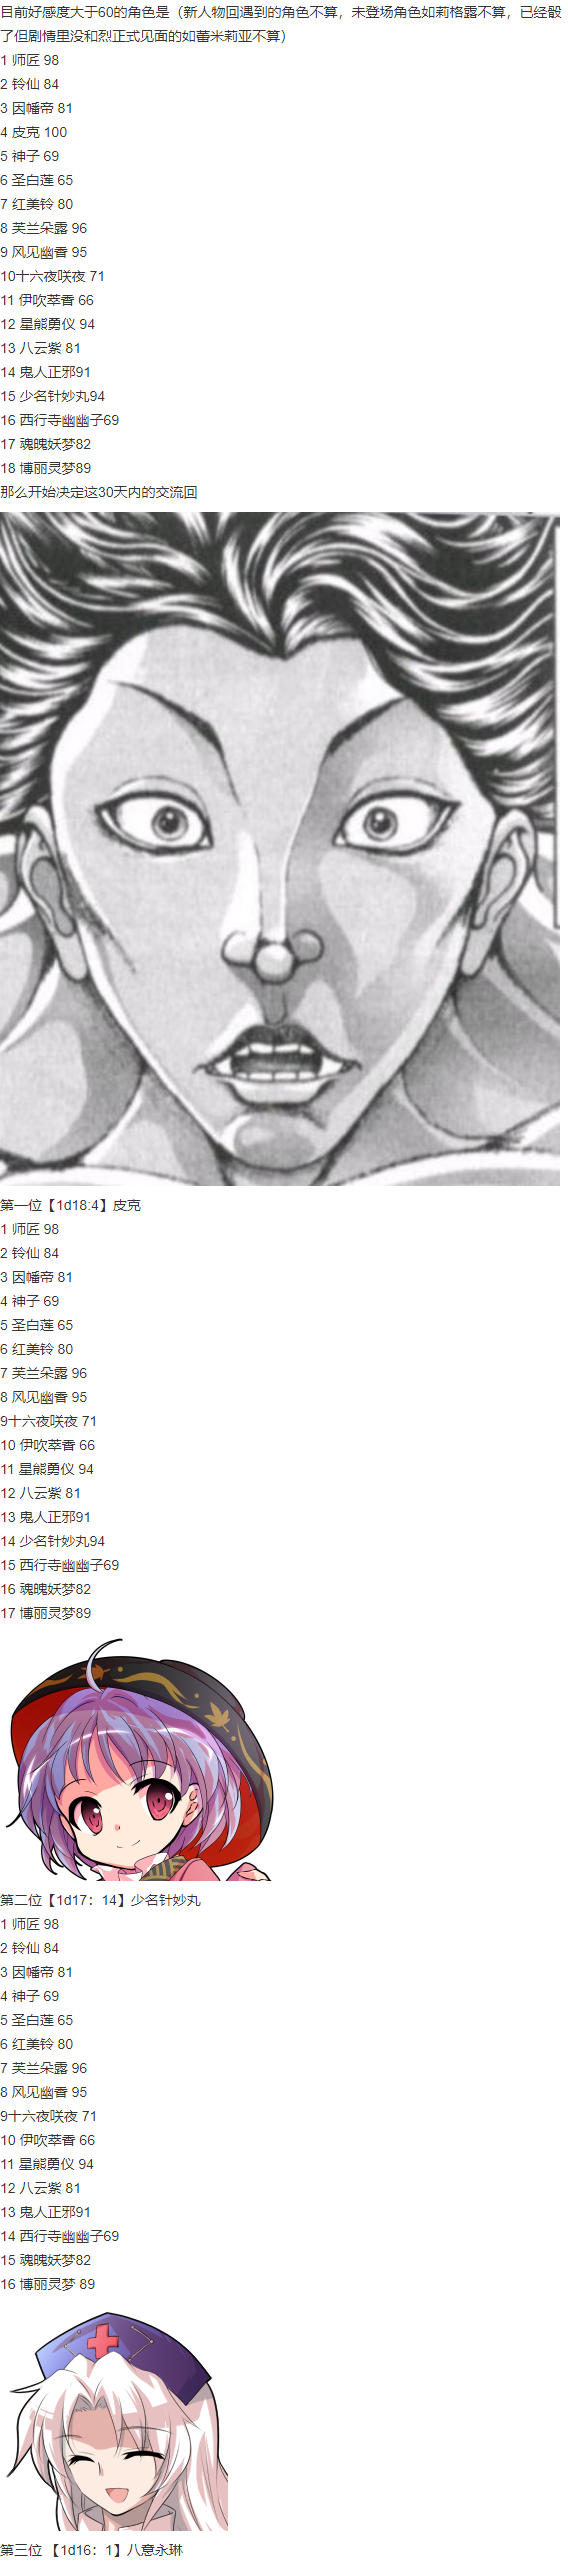 目前好感度大于60的角色是（新人物回遇到的角色不算，未登场角色如莉格露不算，已经骰
了但剧情里没和烈正式见面的如蕾米莉亚不算）
1 师匠 98
2 铃仙 84
3 因幡帝 81
4 皮克 100
5 神子 69
6 圣白莲 65
7 红美铃 80
8 芙兰朵露 96
9 风见幽香 95
10十六夜咲夜 71
11 伊吹萃香 66
12 星熊勇仪 94
13 八云紫 81
14 鬼人正邪91
15 少名针妙丸94
16 西行寺幽幽子69
17 魂魄妖梦82
18 博丽灵梦89
那么开始决定这30天内的交流回
第一位【1d18:4】皮克
1 师匠 98
2 铃仙 84
3 因幡帝 81
4 神子 69
5 圣白莲 65
6 红美铃 80
7 芙兰朵露 96
8 风见幽香 95
9十六夜咲夜 71
10 伊吹萃香 66
11 星熊勇仪 94
12 八云紫 81
13 鬼人正邪91
14 少名针妙丸94
15 西行寺幽幽子69
16 魂魄妖梦82
17 博丽灵梦89
第二位【1d17：14】少名针妙丸
1 师匠 98
2 铃仙 84
3 因幡帝 81
4 神子 69
5 圣白莲 65
6 红美铃 80
7 芙兰朵露 96
8 风见幽香 95
9十六夜咲夜 71
10 伊吹萃香 66
11 星熊勇仪 94
12 八云紫 81
13 鬼人正邪91
14 西行寺幽幽子69
15 魂魄妖梦82
16 博丽灵梦 89
第三位 【1d16：1】八意永琳